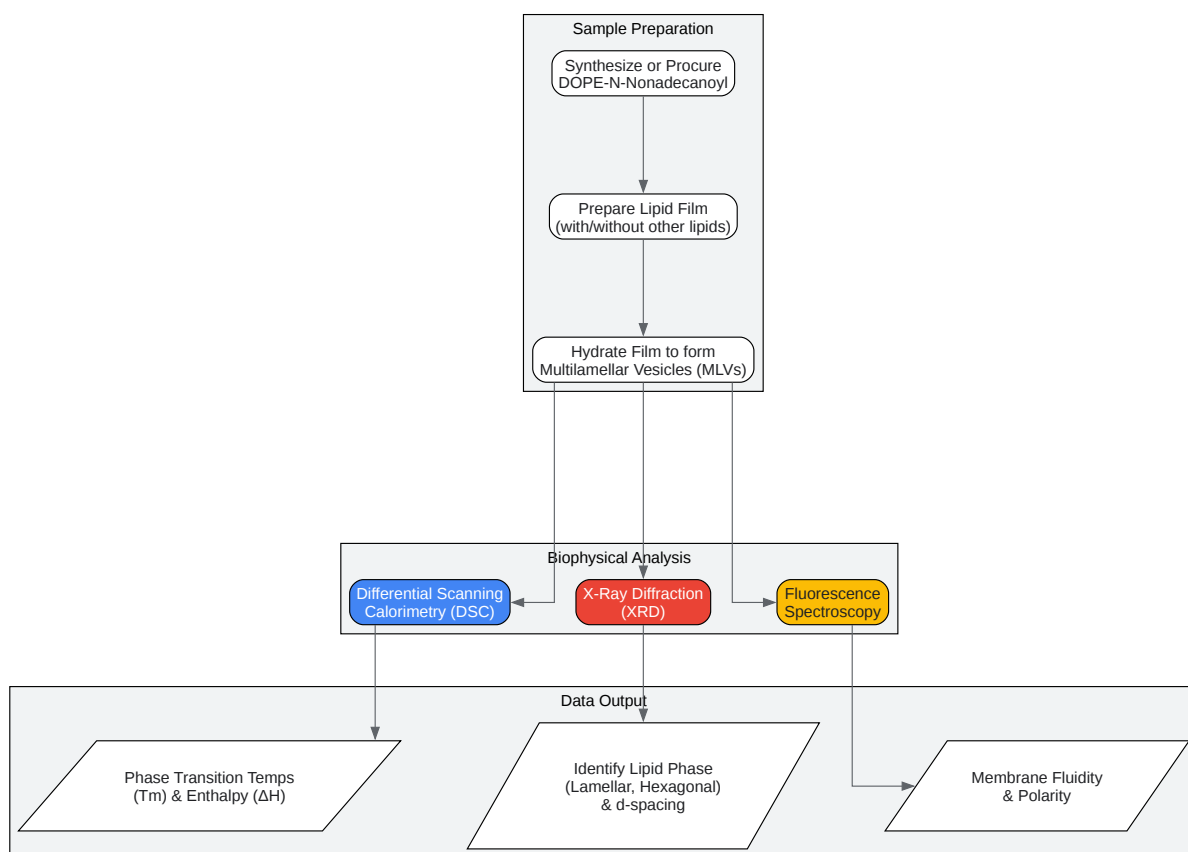 Sample Preparation
Synthesize or Procure
DOPE-N-Nonadecanoyl
Prepare Lipid Film
(with/without other lipids)
Hydrate Film to form
Multilamellar Vesicles (MLVs)
Biophysical Analysis
Differential Scanning
Calorimetry (DSC)
X-Ray Diffraction
(XRD)
Fluorescence
Spectroscopy
Data Output
Phase Transition Temps
(Tm) & Enthalpy (ΔH)
Identify Lipid Phase
(Lamellar, Hexagonal)
& d-spacing
Membrane Fluidity
& Polarity